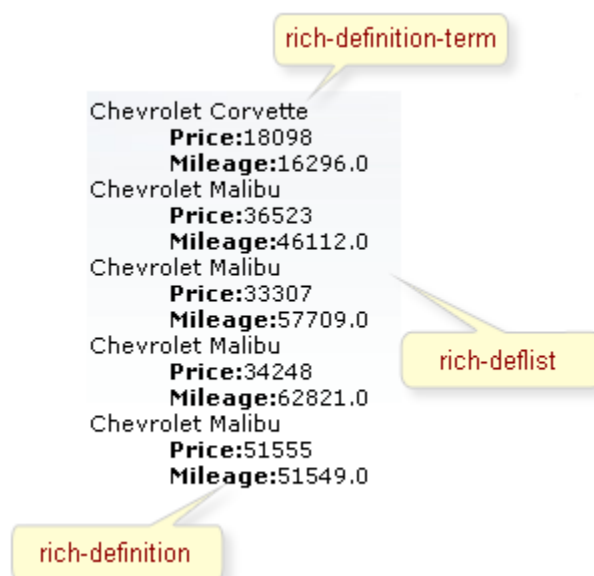 rich-definition-term
Chevrolet Corvette
Price:18098
Mileage:16296.0
Chevrolet Malibu
Price:36523
Mileage:46112.0
Chevrolet Malibu
Price:33307
Mileage:57709.0
Chevrolet Malibu
Price:34248
Mileage:62821.0
Chevrolet Malibu
Price:51555
Mileage:51549.0
rich-deflist
rich-definition